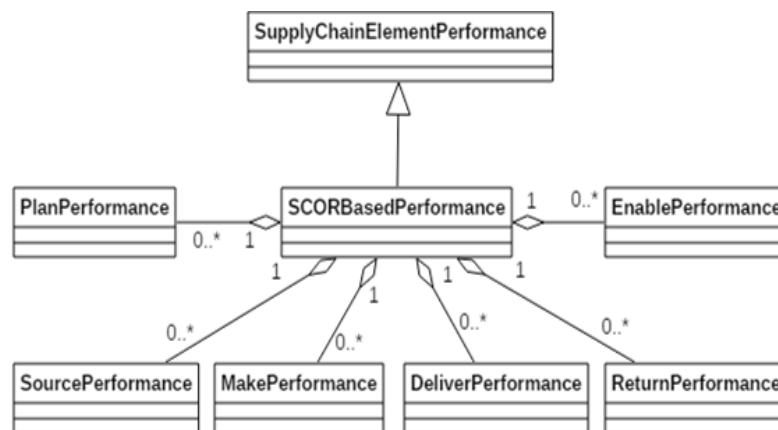 SupplyChainElementPerformance
PlanPerformance
SCORBasedPerformance
EnablePerformance
1
0..*
0..*
1
1
1
1
1
0..*
0..*
0..*
0..*
SourcePerformance
MakePerformance
DeliverPerformance
ReturnPerformance